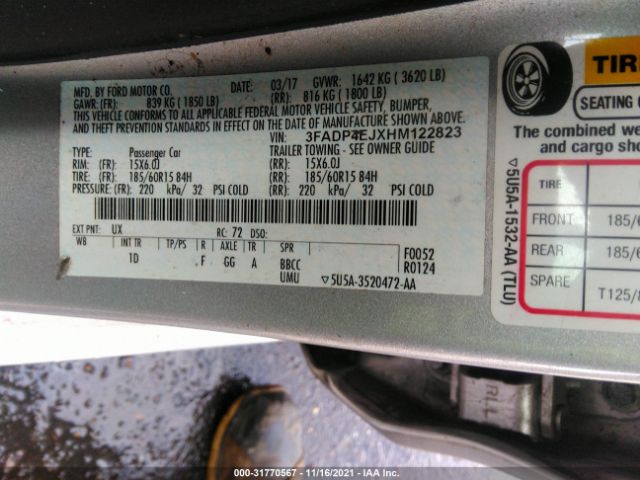 MFD. BY FORD MOTOR CO. DATE: 03/17 GVWR: 1642 KG ( 3620 LB)
GAWR: (FR): 839 KG ( 1850 LB) (RR): 816 KG ( 1800 LB)
THIS VEHICLE CONFORMS TO ALL APPLICABLE FEDERAL MOTOR VEHICLE SAFETY, BUMPER,
AND THEFT PREVENTION STANDARDS IN EFFECT ON THE DATE OF MANUFACTURE SHOWN ABOVE.
VIN: 3FADP4EJXHM122823
TYPE: Passenger Car TRAILER TOWING - SEE OWNER GUIDE
RIM: (FR): 15X6.0J (RR): 15X6.0J
TIRE: (FR): 185/60R15 84H (RR): 185/60R15 84H
PRESSURE: (FR): 220 kPa/ 32 PSI COLD (RR): 220 kPa/ 32 PSI COLD
EXT PNT: UX RC: 72 DSO:
WB INT TR TP/PS R AXLE TR SPR
1D F GG A BBCC
UMU
F0052
R0124
▽5U5A-3520472-AA
▽5U5A-1532-AA (TLU)
TIR
SEATING
The combined we
and cargo sho
TIRE
FRONT 185/6
REAR 185/6
SPARE T125/8
RILL
000-31770567 - 11/16/2021 - IAA Inc.